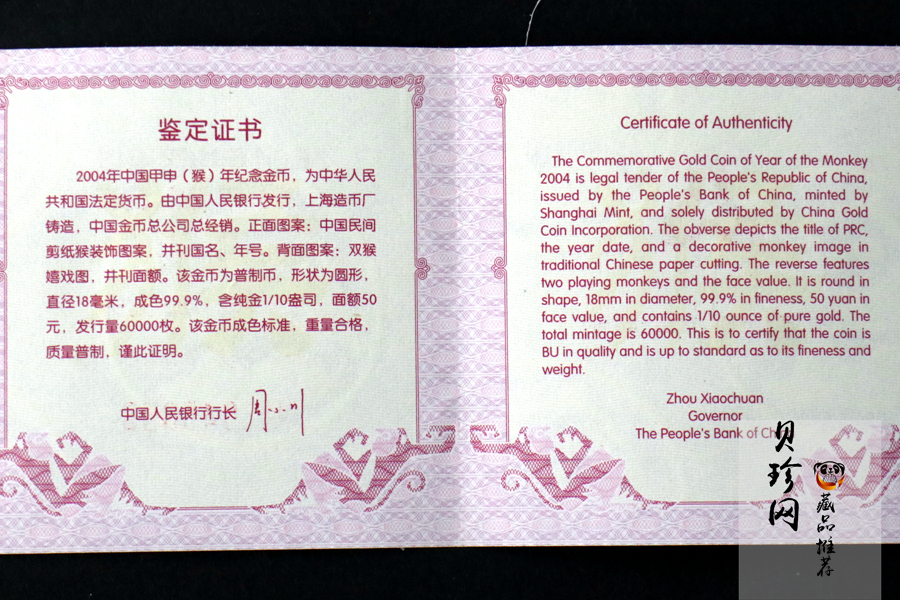 鉴定证书
2004年中国甲申（猴）年纪念金币，为中华人民
共和国法定货币。由中国人民银行发行，上海造币厂
铸造，中国金币总公司总经销。正面图案：中国民间
剪纸猴装饰图案，并刊国名、年号。背面图案：双猴
嬉戏图，并刊面额。该金币为普制币，形状为圆形，
直径18毫米，成色99.9%，含纯金1/10盎司，面额50
元，发行量60000枚。该金币成色标准，重量合格，
质量普制，谨此证明。
中国人民银行行长 周小川
Certificate of Authenticity
The Commemorative Gold Coin of Year of the Monkey
2004 is legal tender of the People's Republic of China,
issued by the People's Bank of China, minted by
Shanghai Mint, and solely distributed by China Gold
Coin Incorporation. The obverse depicts the title of PRC,
the year date, and a decorative monkey image in
traditional Chinese paper cutting. The reverse features
two playing monkeys and the face value. It is round in
shape, 18mm in diameter, 99.9% in fineness, 50 yuan in
face value, and contains 1/10 ounce of pure gold. The
total mintage is 60000. This is to certify that the coin is
BU in quality and is up to standard as to its fineness and
weight.
Zhou Xiaochuan
Governor
The People's Bank of Ch
贝珍网
藏品推荐